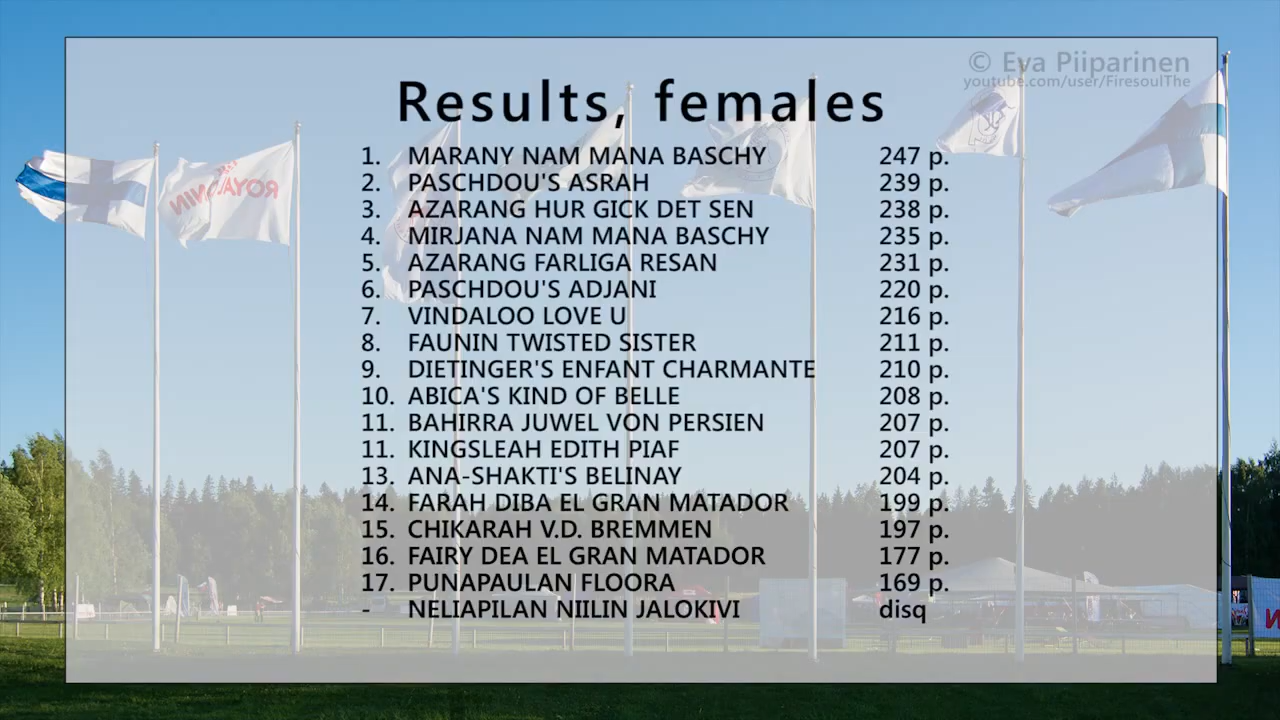 © Eva Piiparinen
youtube.com/user/FiresoulThe
Results, females
1. MARANY NAM MANA BASCHY 247 p.
2. PASCHDOU'S ASRAH 239 p.
3. AZARANG HUR GICK DET SEN 238 p.
4. MIRJANA NAM MANA BASCHY 235 p.
5. AZARANG FARLIGA RESAN 231 p.
6. PASCHDOU'S ADJANI 220 p.
7. VINDALOO LOVE U 216 p.
8. FAUNIN TWISTED SISTER 211 p.
9. DIETINGER'S ENFANT CHARMANTE 210 p.
10. ABICA'S KIND OF BELLE 208 p.
11. BAHIRRA JUWEL VON PERSIEN 207 p.
11. KINGSLEAH EDITH PIAF 207 p.
13. ANA-SHAKTI'S BELINAY 204 p.
14. FARAH DIBA EL GRAN MATADOR 199 p.
15. CHIKARAH V.D. BREMMEN 197 p.
16. FAIRY DEA EL GRAN MATADOR 177 p.
17. PUNAPAULAN FLOORA 169 p.
- NELIAPILAN NIILIN JALOKIVI disq
ROYAL CANIN